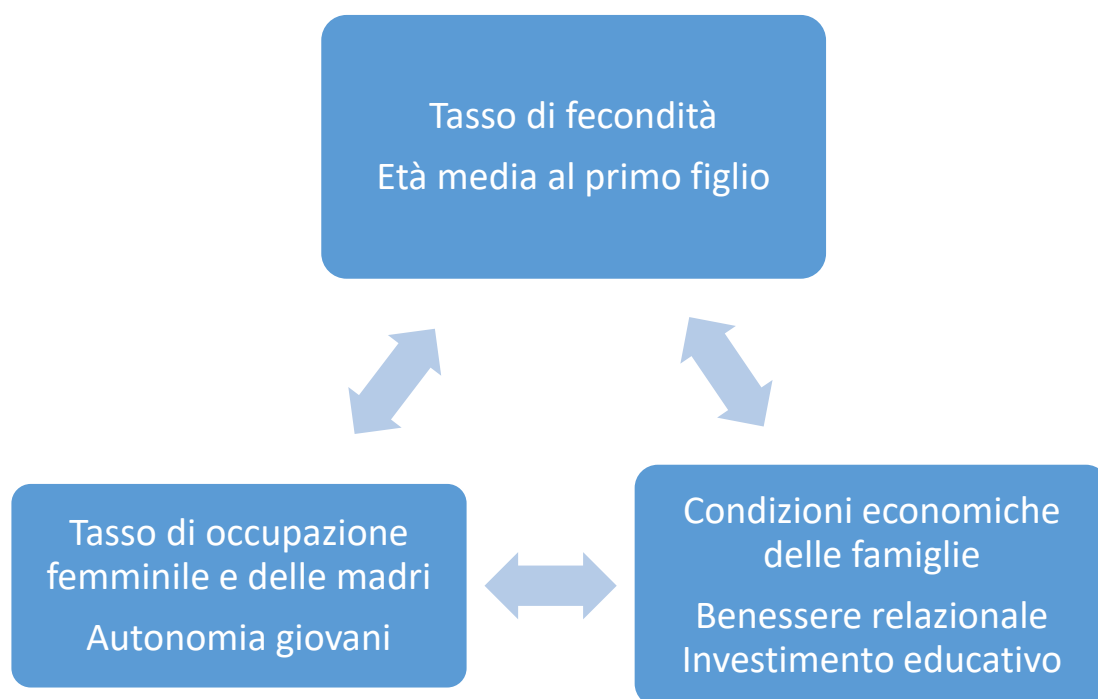 Tasso di fecondità
Età media al primo figlio
Tasso di occupazione
femminile e delle madri
Autonomia giovani
Condizioni economiche
delle famiglie
Benessere relazionale
Investimento educativo